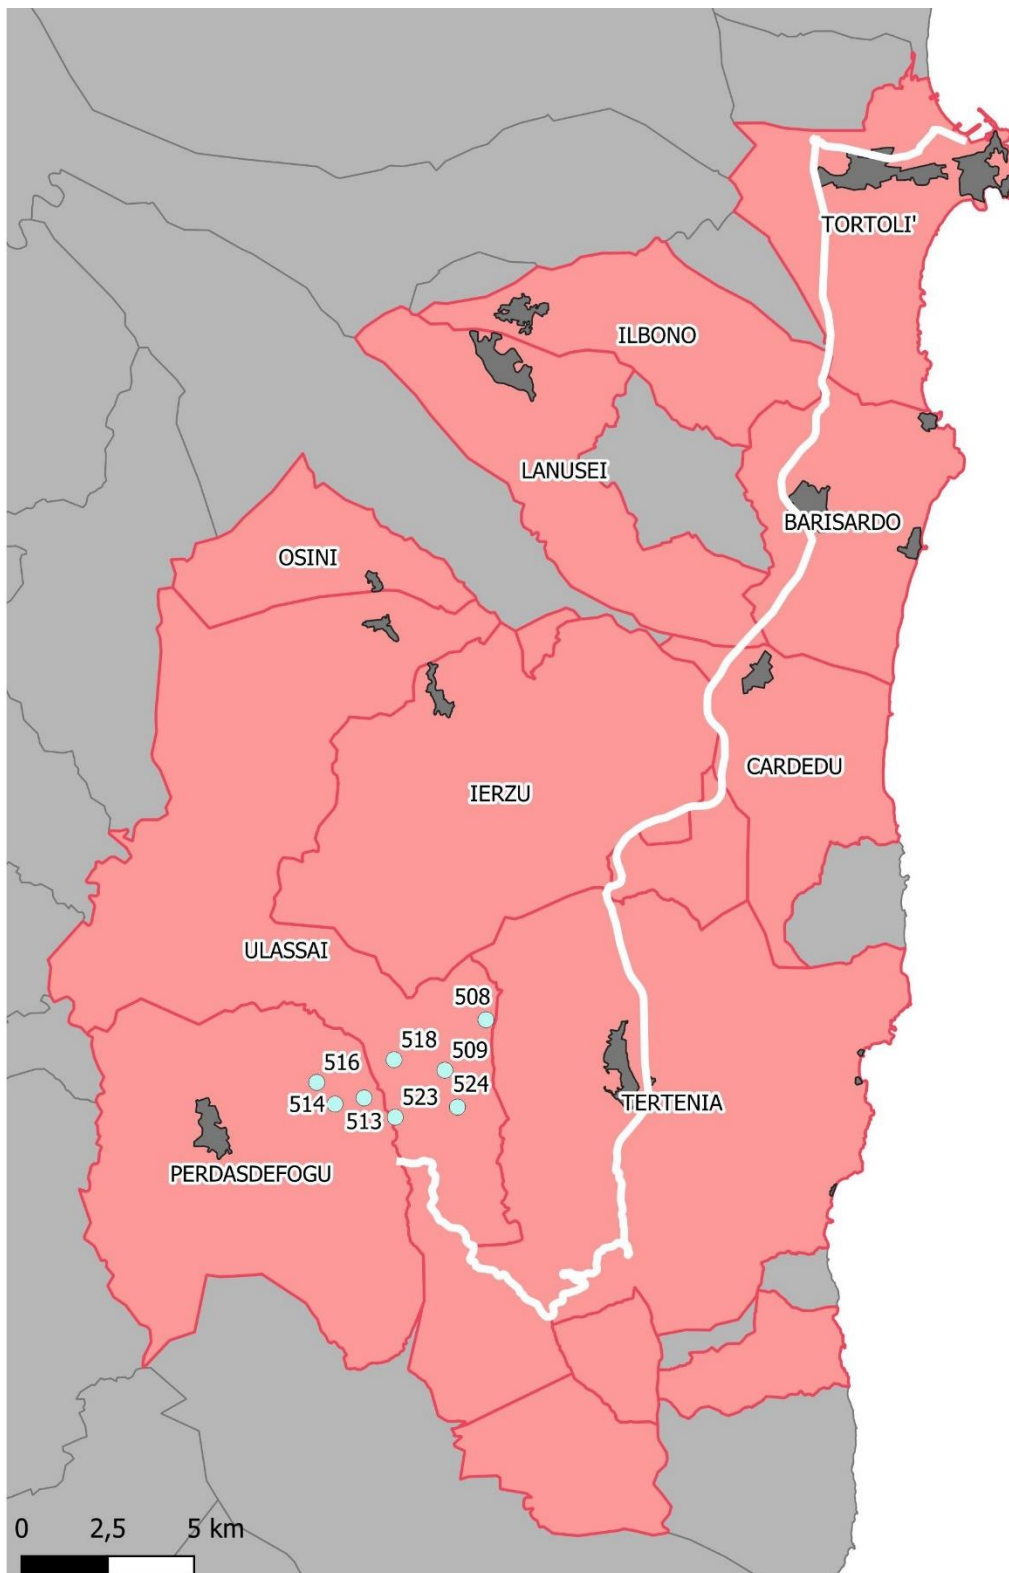 TORTOLI'
ILBONO
LANUSEI
BARISARDO
OSINI
CARDEDU
IERZU
ULASSAI
508
518
509
516
524
514
523
513
TERTENIA
PERDASDEFOGU
0 2,5 5 km